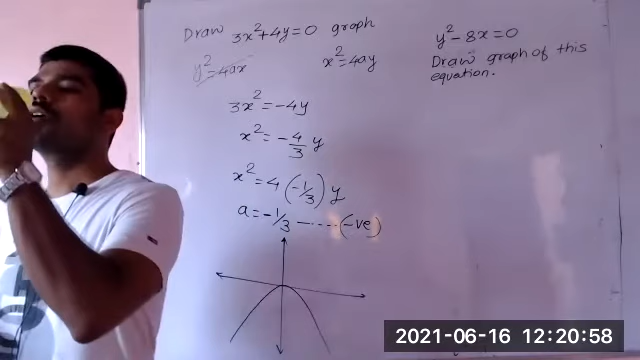 Draw 3x²+4y=0 graph
y²=4ax
x²=4ay
3x²=-4y
x²=-4/3 y
x²=4(-1/3)y
a=-1/3 ------(-ve)
y²-8x=0
Draw graph of this
equation.
2021-06-16 12:20:58